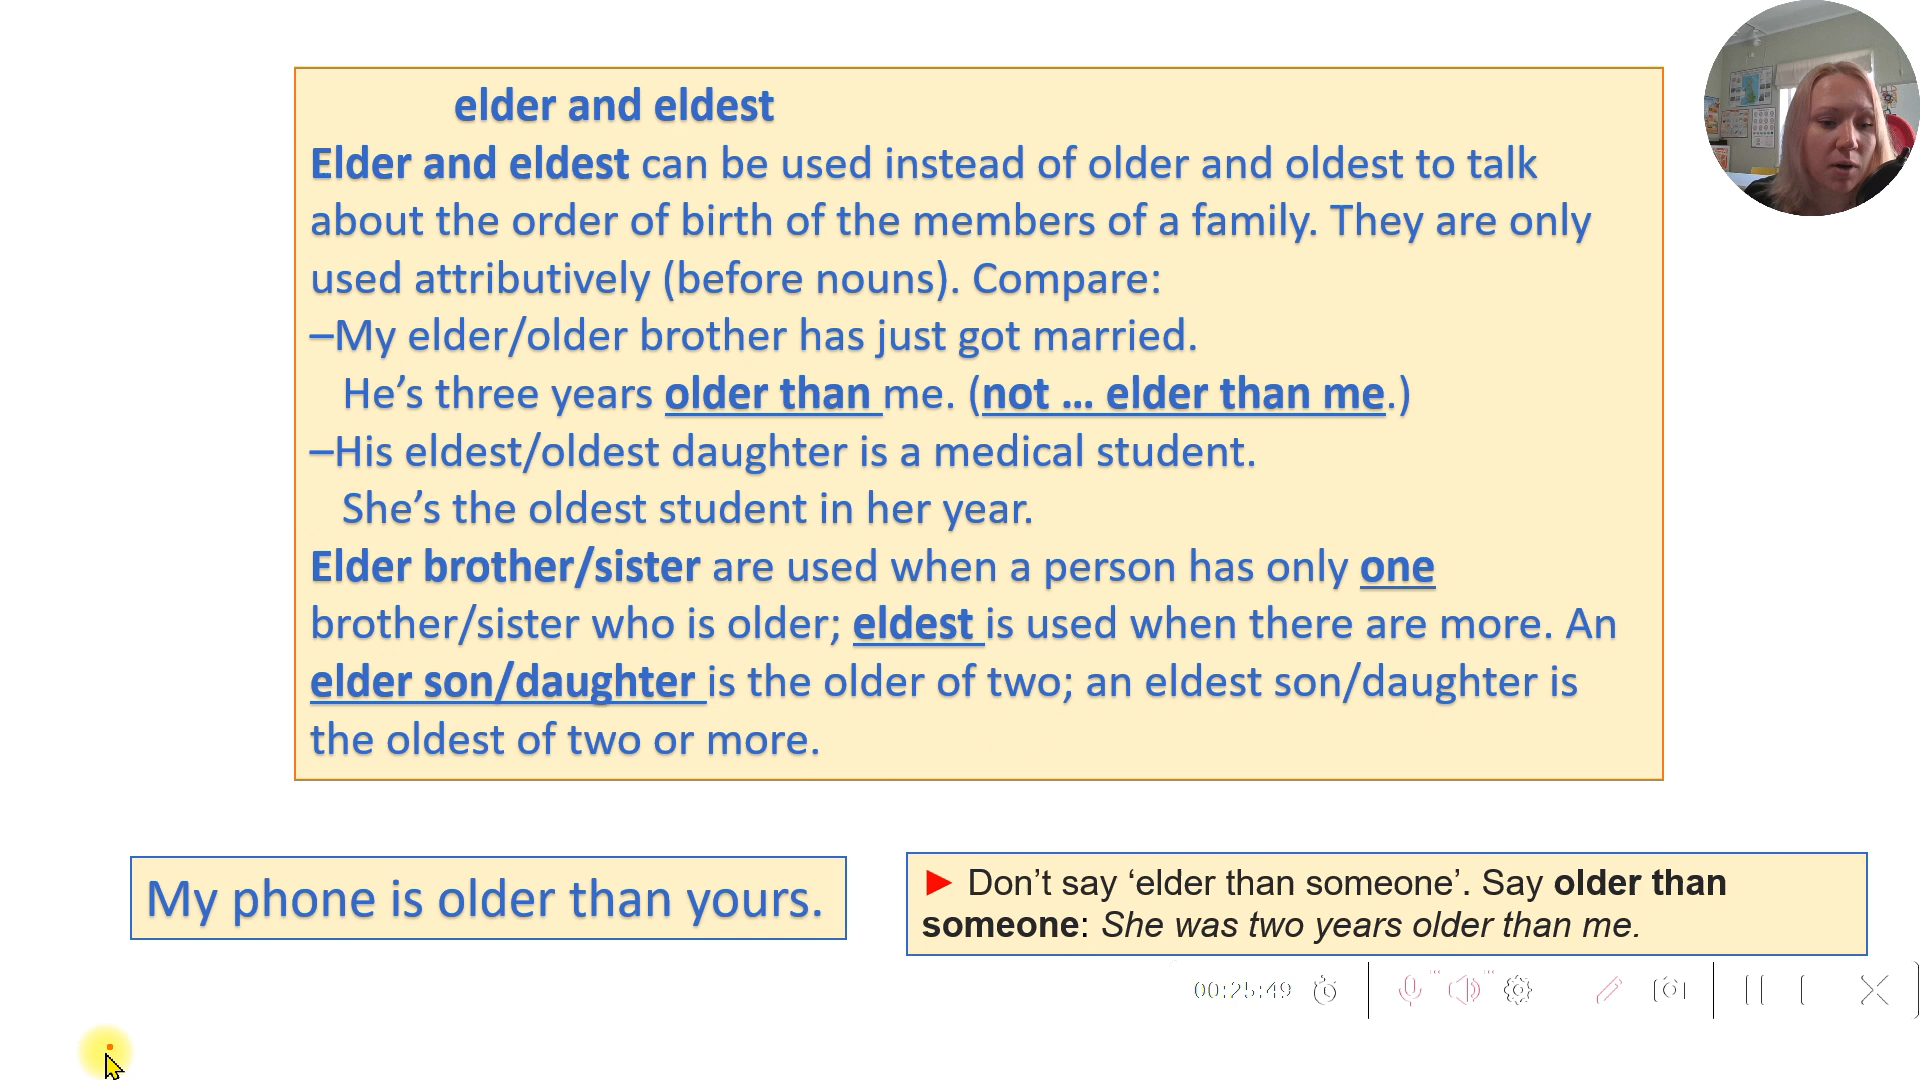 elder and eldest
Elder and eldest can be used instead of older and oldest to talk
about the order of birth of the members of a family. They are only
used attributively (before nouns). Compare:
–My elder/older brother has just got married.
He’s three years older than me. (not ... elder than me.)
–His eldest/oldest daughter is a medical student.
She’s the oldest student in her year.
Elder brother/sister are used when a person has only one
brother/sister who is older; eldest is used when there are more. An
elder son/daughter is the older of two; an eldest son/daughter is
the oldest of two or more.
My phone is older than yours.
► Don’t say ‘elder than someone’. Say older than
someone: She was two years older than me.
00:25:49